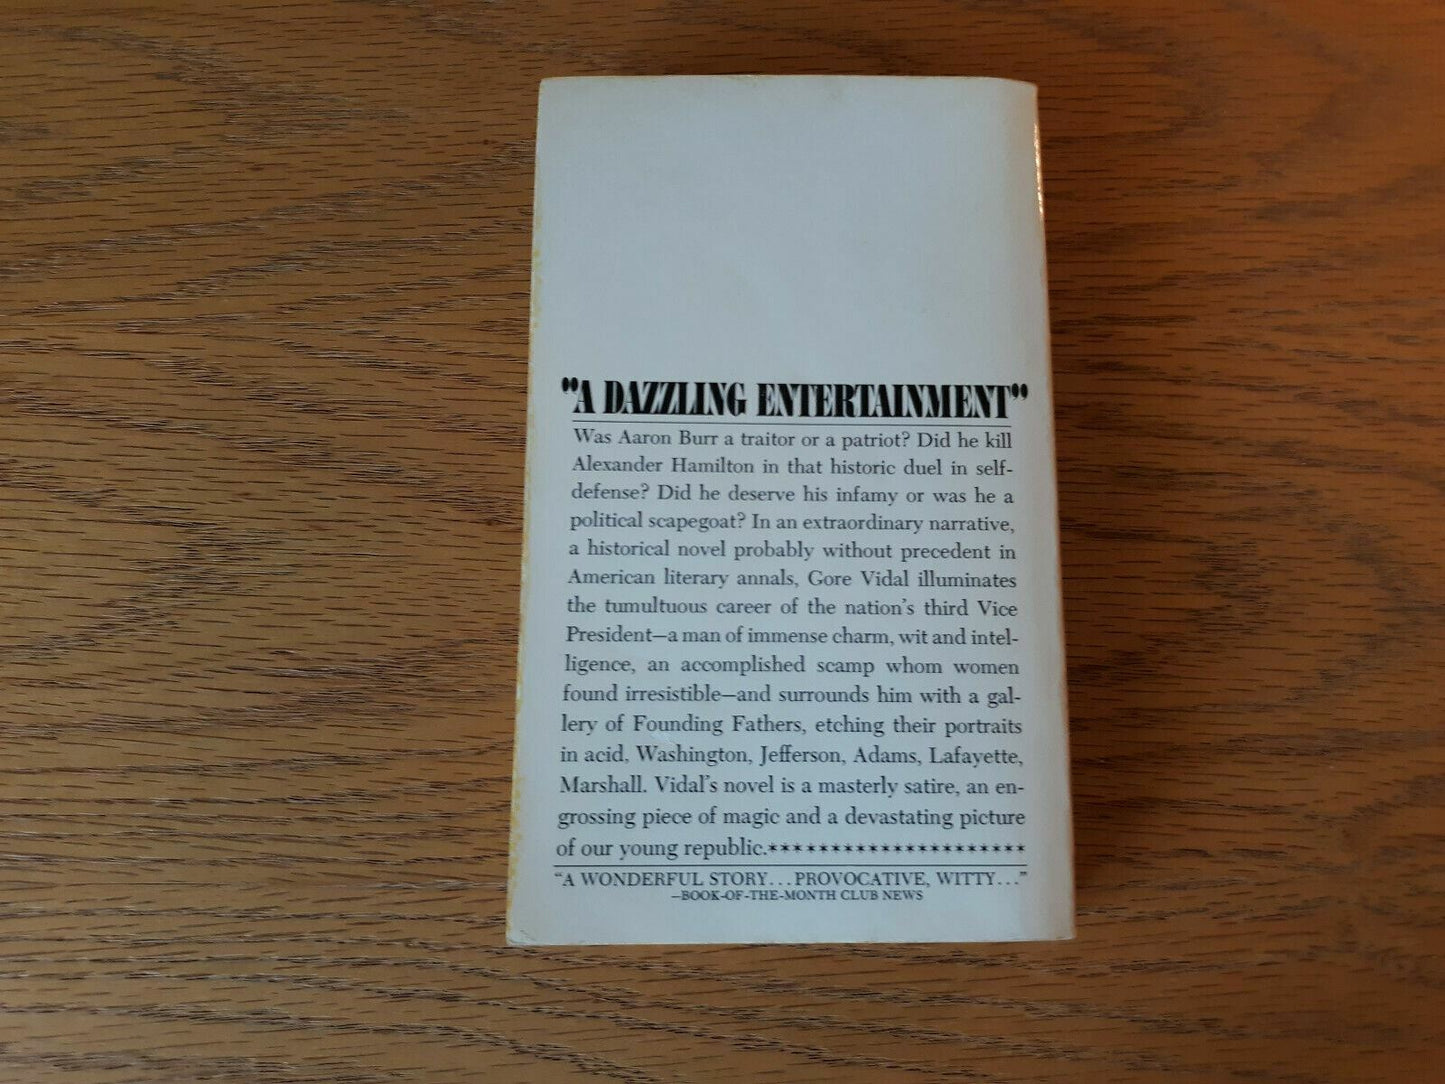 "A DAZZLING ENTERTAINMENT"
Was Aaron Burr a traitor or a patriot? Did he kill
Alexander Hamilton in that historic duel in self-
defense? Did he deserve his infamy or was he a
political scapegoat? In an extraordinary narrative,
a historical novel probably without precedent in
American literary annals, Gore Vidal illuminates
the tumultuous career of the nation's third Vice
President—a man of immense charm, wit and intel-
ligence, an accomplished scamp whom women
found irresistible—and surrounds him with a gal-
lery of Founding Fathers, etching their portraits
in acid, Washington, Jefferson, Adams, Lafayette,
Marshall. Vidal's novel is a masterly satire, an en-
grossing piece of magic and a devastating picture
of our young republic.*********************
"A WONDERFUL STORY...PROVOCATIVE, WITTY..."
—BOOK-OF-THE-MONTH CLUB NEWS